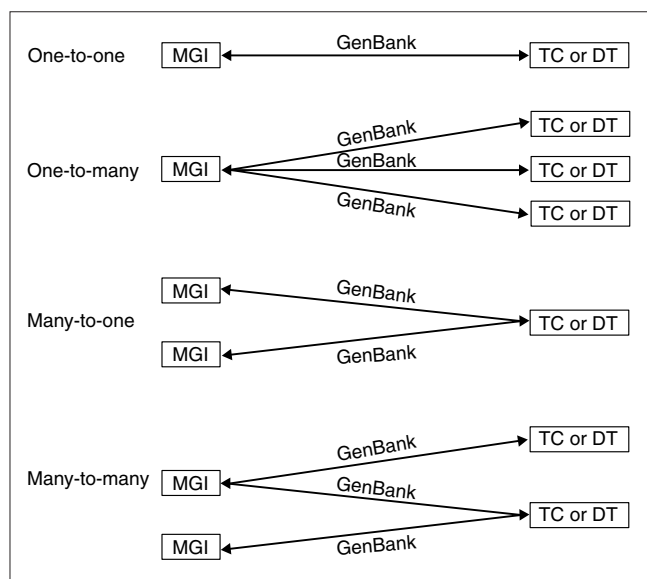 One-to-one MGI GenBank TC or DT
GenBank TC or DT
One-to-many MGI GenBank TC or DT
GenBank TC or DT
MGI GenBank
Many-to-one TC or DT
MGI GenBank
GenBank TC or DT
Many-to-many MGI GenBank
TC or DT
MGI GenBank